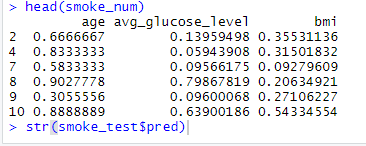 > head(smoke_num)
age avg_glucose_level bmi
2 0.6666667 0.13959498 0.35531136
4 0.8333333 0.05943908 0.31501832
5 0.5833333 0.09566175 0.09279609
8 0.9027778 0.79867819 0.20634921
9 0.3055556 0.09600068 0.27106227
10 0.8888889 0.63900186 0.54334554
> str(smoke_test$pred)